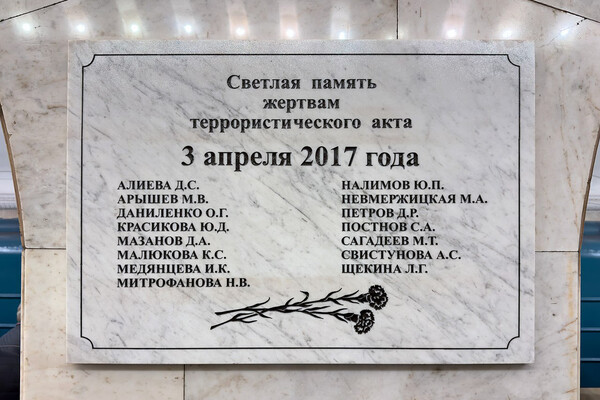 Светлая память
жертвам
террористического акта
3 апреля 2017 года
АЛИЕВА Д.С.
АРЫШЕВ М.В.
ДАНИЛЕНКО О.Г.
КРАСИКОВА Ю.Д.
МАЗАНОВ Д.А.
МАЛЮКОВА К.С.
МЕДЯНЦЕВА И.К.
МИТРОФАНОВА Н.В.
НАЛИМОВ Ю.П.
НЕВМЕРЖИЦКАЯ М.А.
ПЕТРОВ Д.Р.
ПОСТНОВ С.А.
САГАДЕЕВ М.Т.
СВИСТУНОВА А.С.
ЩЕКИНА Л.Г.